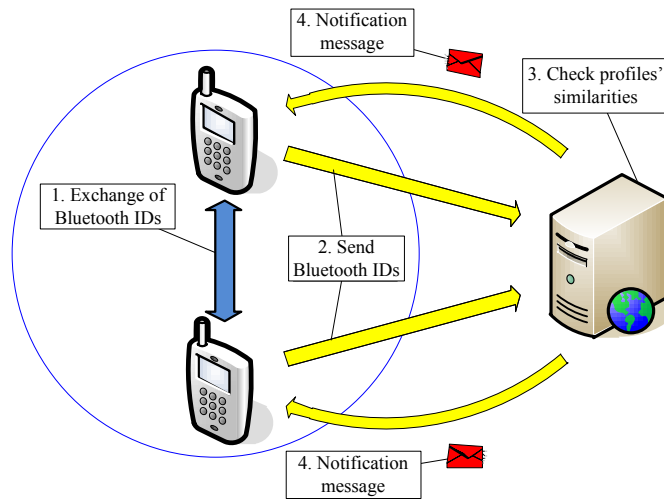 4. Notification
message
3. Check profiles’
similarities
1. Exchange of
Bluetooth IDs
2. Send
Bluetooth IDs
4. Notification
message